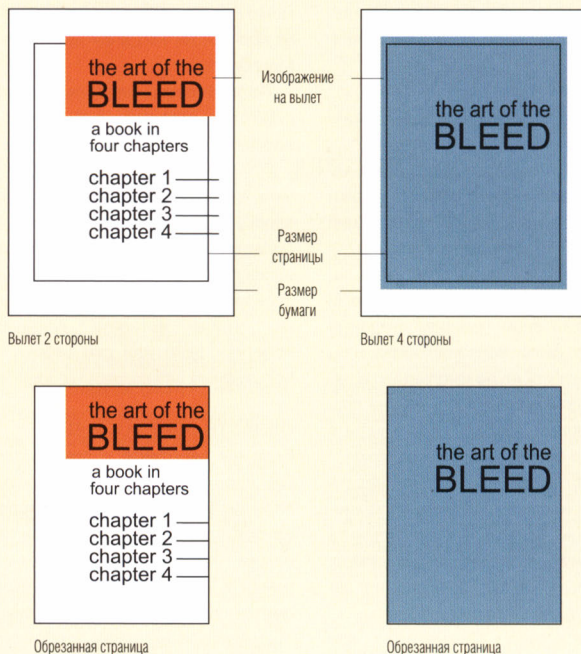 the art of the
BLEED
a book in
four chapters
chapter 1
chapter 2
chapter 3
chapter 4
Изображение
на вылет
Размер
страницы
Размер
бумаги
the art of the
BLEED
Вылет 2 стороны
Вылет 4 стороны
the art of the
BLEED
a book in
four chapters
chapter 1
chapter 2
chapter 3
chapter 4
the art of the
BLEED
Обрезанная страница
Обрезанная страница